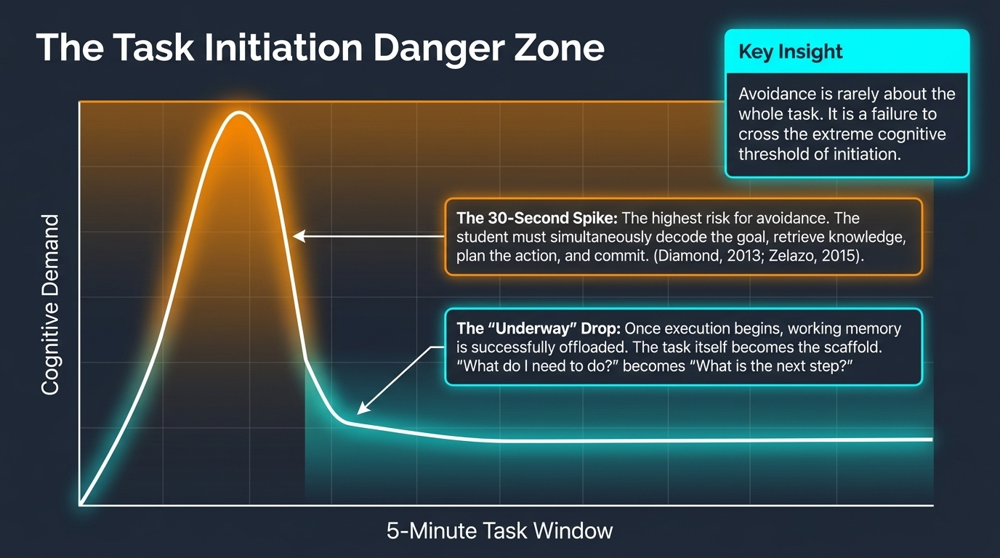 The Task Initiation Danger Zone
Key Insight
Avoidance is rarely about the
whole task. It is a failure to
cross the extreme cognitive
threshold of initiation.
The 30-Second Spike: The highest risk for avoidance. The
student must simultaneously decode the goal, retrieve knowledge,
plan the action, and commit. (Diamond, 2013; Zelazo, 2015).
The “Underway” Drop: Once execution begins, working memory
is successfully offloaded. The task itself becomes the scaffold.
“What do I need to do?” becomes “What is the next step?”
Cognitive Demand
5-Minute Task Window